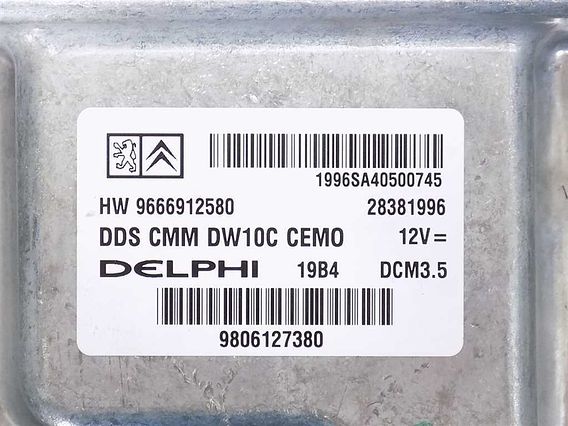 1996SA40500745
HW 9666912580 28381996
DDS CMM DW10C CEMO 12V=
DELPHI 19B4 DCM3.5
9806127380